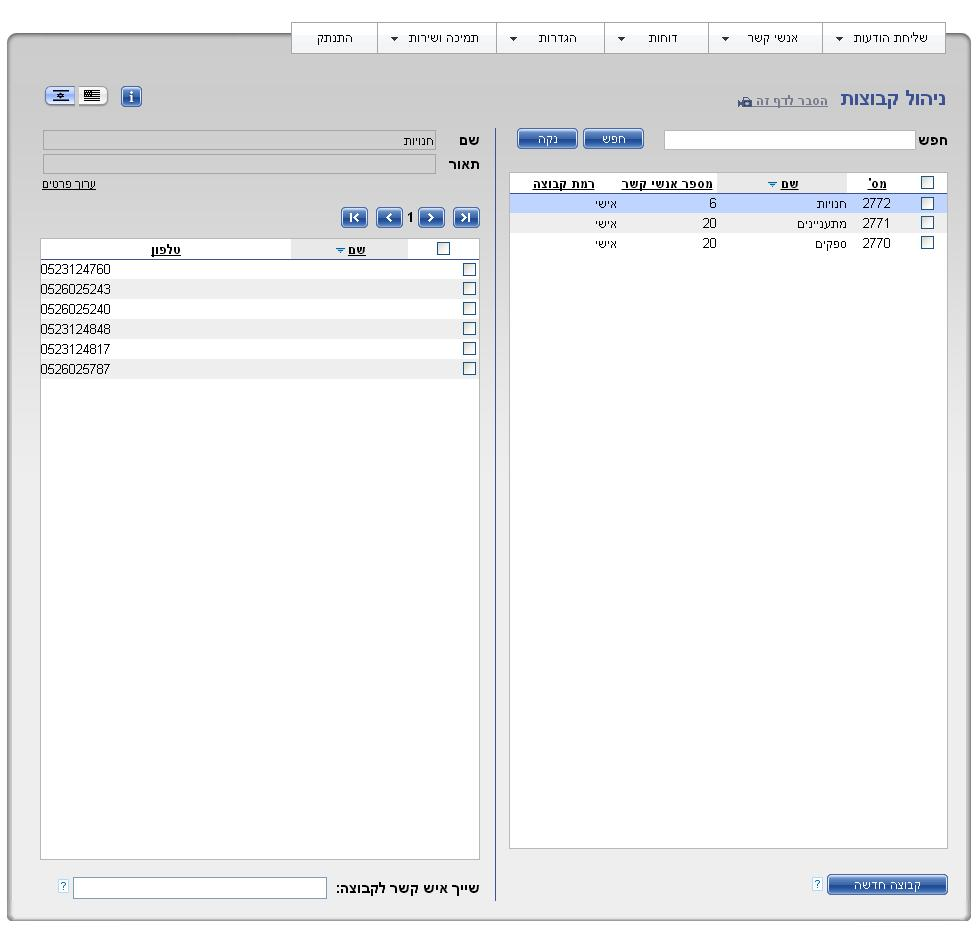 שליחת הודעות
אנשי קשר
דוחות
הגדרות
תמיכה ושירות
התנתק
ניהול קבוצות
הסבר לדף זה
i
חפש
חפש
נקה
מס' שם מספר אנשי קשר רמת קבוצה
2772 חנויות 6 אישי
2771 מתעניינים 20 אישי
2770 ספקים 20 אישי
קבוצה חדשה
?
שם
חנויות
תאור
ערוך פרטים
1
שם טלפון
0523124760
0526025243
0526025240
0523124848
0523124817
0526025787
שייך איש קשר לקבוצה:
?